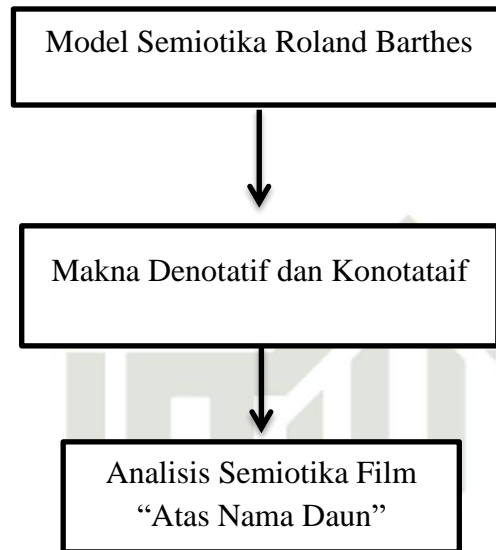 Model Semiotika Roland Barthes
Makna Denotatif dan Konotataif
Analisis Semiotika Film
“Atas Nama Daun”